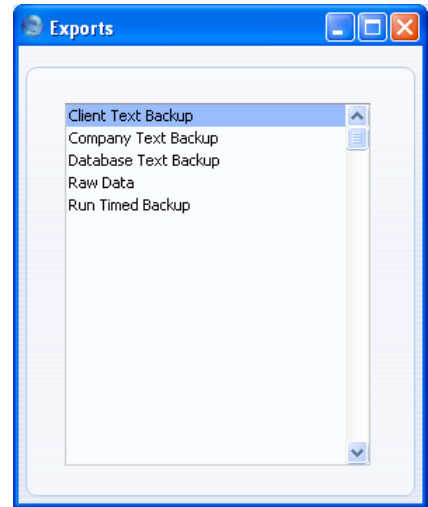 Exports
Client Text Backup
Company Text Backup
Database Text Backup
Raw Data
Run Timed Backup